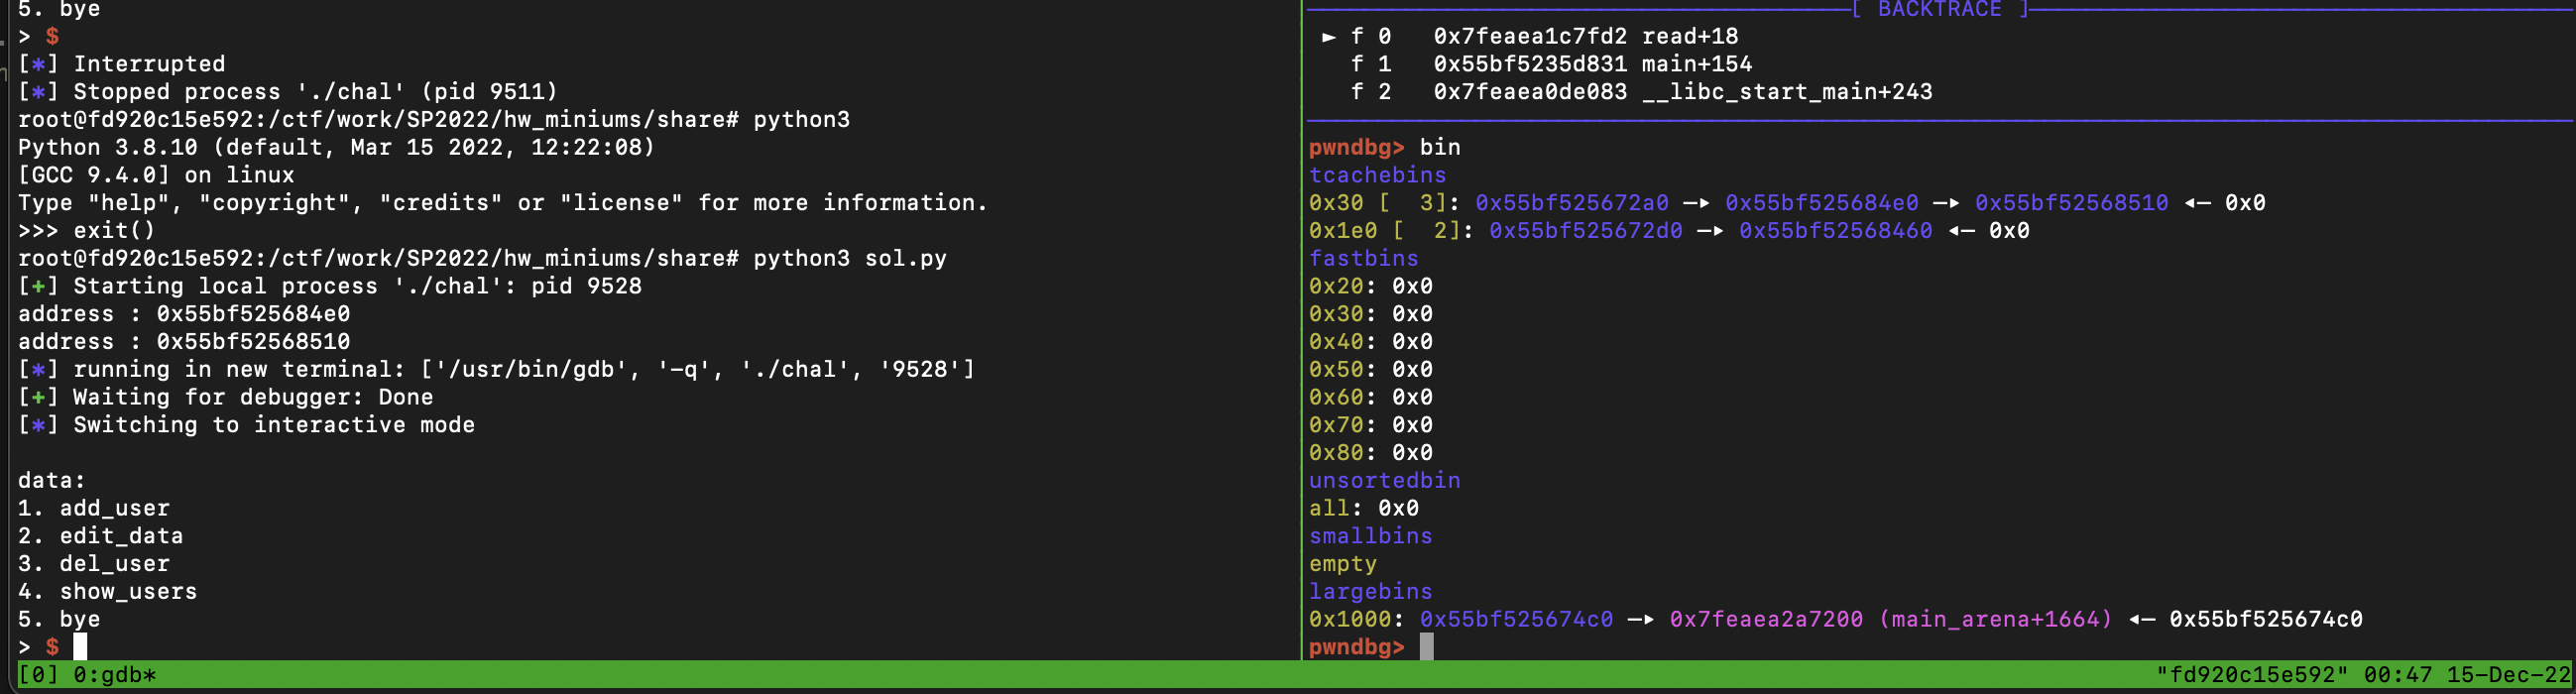 5. bye
> $
[*] Interrupted
[*] Stopped process './chal' (pid 9511)
root@fd920c15e592:/ctf/work/SP2022/hw_miniums/share# python3
Python 3.8.10 (default, Mar 15 2022, 12:22:08)
[GCC 9.4.0] on linux
Type "help", "copyright", "credits" or "license" for more information.
>>> exit()
root@fd920c15e592:/ctf/work/SP2022/hw_miniums/share# python3 sol.py
[+] Starting local process './chal': pid 9528
address : 0x55bf525684e0
address : 0x55bf52568510
[*] running in new terminal: ['/usr/bin/gdb', '-q', './chal', '9528']
[+] Waiting for debugger: Done
[*] Switching to interactive mode
data:
1. add_user
2. edit_data
3. del_user
4. show_users
5. bye
> $
[ BACKTRACE ]
► f 0   0x7feaea1c7fd2 read+18
f 1   0x55bf5235d831 main+154
f 2   0x7feaea0de083 __libc_start_main+243
pwndbg> bin
tcachebins
0x30 [  3]: 0x55bf525672a0 —▸ 0x55bf525684e0 —▸ 0x55bf52568510 ◂— 0x0
0x1e0 [  2]: 0x55bf525672d0 —▸ 0x55bf52568460 ◂— 0x0
fastbins
0x20: 0x0
0x30: 0x0
0x40: 0x0
0x50: 0x0
0x60: 0x0
0x70: 0x0
0x80: 0x0
unsortedbin
all: 0x0
smallbins
empty
largebins
0x1000: 0x55bf525674c0 —▸ 0x7feaea2a7200 (main_arena+1664) ◂— 0x55bf525674c0
pwndbg>
[0] 0:gdb* "fd920c15e592" 00:47 15-Dec-22